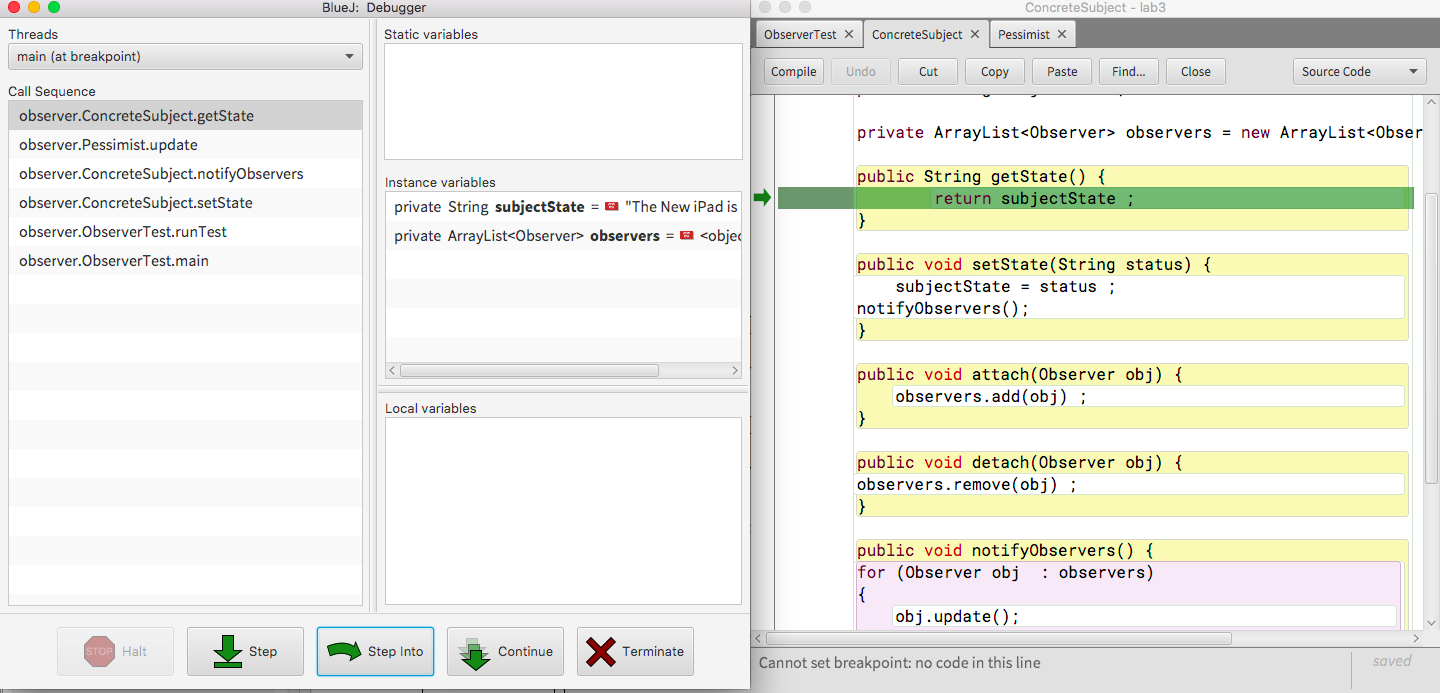 BlueJ: Debugger
Threads
main (at breakpoint)
Call Sequence
observer.ConcreteSubject.getState
observer.Pessimist.update
observer.ConcreteSubject.notifyObservers
observer.ConcreteSubject.setState
observer.ObserverTest.runTest
observer.ObserverTest.main
Static variables
Instance variables
private String subjectState = "The New iPad is
private ArrayList<Observer> observers = <objec
Local variables
STOP Halt
Step
Step Into
Continue
Terminate
ConcreteSubject - lab3
ObserverTest
ConcreteSubject
Pessimist
Compile
Undo
Cut
Copy
Paste
Find...
Close
Source Code
private ArrayList<Observer> observers = new ArrayList<Obser
public String getState() {
return subjectState ;
}
public void setState(String status) {
subjectState = status ;
notifyObservers();
}
public void attach(Observer obj) {
observers.add(obj) ;
}
public void detach(Observer obj) {
observers.remove(obj) ;
}
public void notifyObservers() {
for (Observer obj  : observers)
{
obj.update();
Cannot set breakpoint: no code in this line
saved